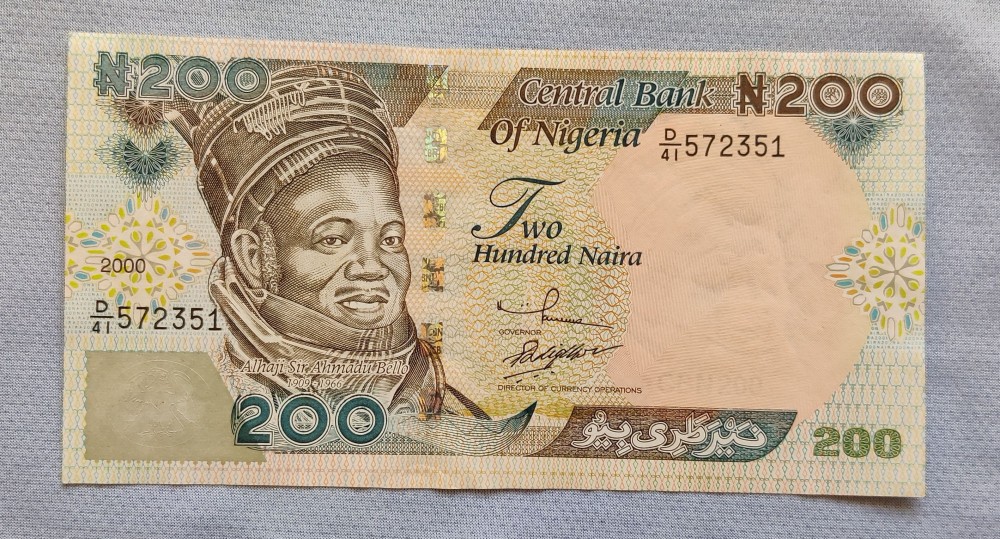 ₦200
Central Bank
Of Nigeria
₦200
D/41 572351
Two
Hundred Naira
2000
D/41 572351
GOVERNOR
DIRECTOR OF CURRENCY OPERATIONS
Alhaji Sir Ahmadu Bello
1909 - 1966
200
نَيْرَ طَرِي بِيُو
200